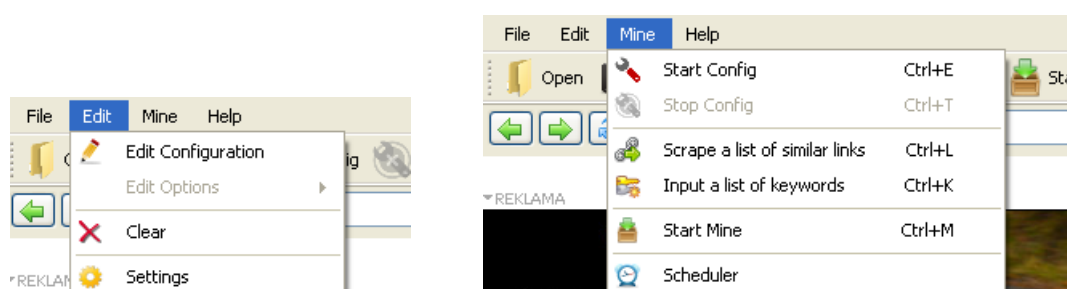 File Edit Mine Help
Edit Configuration
ig
Edit Options
Clear
REKLAM
Settings
File Edit Mine Help
Open
Start Config Ctrl+E
Sta
Stop Config Ctrl+T
Scrape a list of similar links Ctrl+L
Input a list of keywords Ctrl+K
REKLAMA
Start Mine Ctrl+M
Scheduler